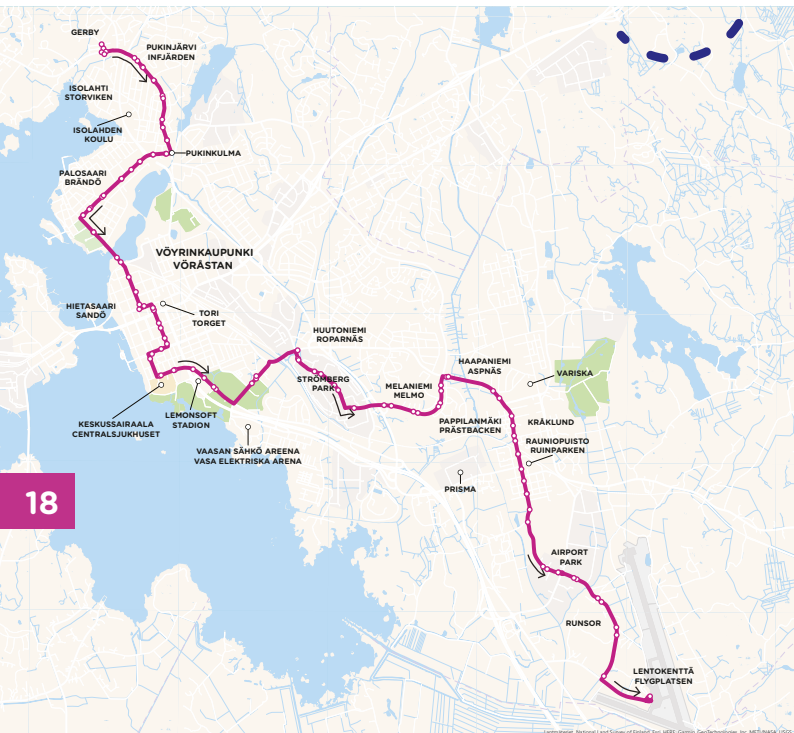 GERBY
PUKINJÄRVI
INFJÄRDEN
ISOLAHTI
STORVIKEN
ISOLAHDEN
KOULU
PUKINKULMA
PALOSAARI
BRÄNDÖ
VÖYRINKAUPUNKI
VÖRÅSTAN
HIETASAARI
SANDÖ
TORI
TORGET
HUUTONIEMI
ROPARNÄS
HAAPANIEMI
ASPNÄS
STRÖMBERG
PARK
MELANIEMI
MELMO
VARISKA
KESKUSSAIRAALA
CENTRALSJUKHUSET
LEMONSOFT
STADION
PAPPILANMÄKI
PRÄSTBACKEN
KRÅKLUND
RAUNIOPUISTO
RUINPARKEN
VAASAN SÄHKÖ AREENA
VASA ELEKTRISKA ARENA
PRISMA
18
AIRPORT
PARK
RUNSOR
LENTOKENTTÄ
FLYGPLATSEN